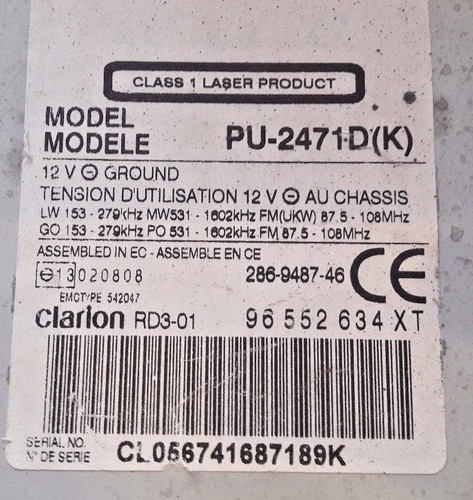 CLASS 1 LASER PRODUCT
MODEL
MODELE PU-2471D(K)
12 V ⊖ GROUND
TENSION D'UTILISATION 12 V ⊖ AU CHASSIS
LW 153 - 279kHz MW531 - 1602kHz FM(UKW) 87.5 - 108MHz
GO 153 - 279kHz PO 531 - 1602kHz FM 87.5 - 108MHz
ASSEMBLED IN EC - ASSEMBLE EN CE
e13 020808 286-9487-46 CE
EMCTYPE 542047
clarion RD3-01 96 552 634 XT
SERIAL NO.
N° DE SERIE CL056741687189K